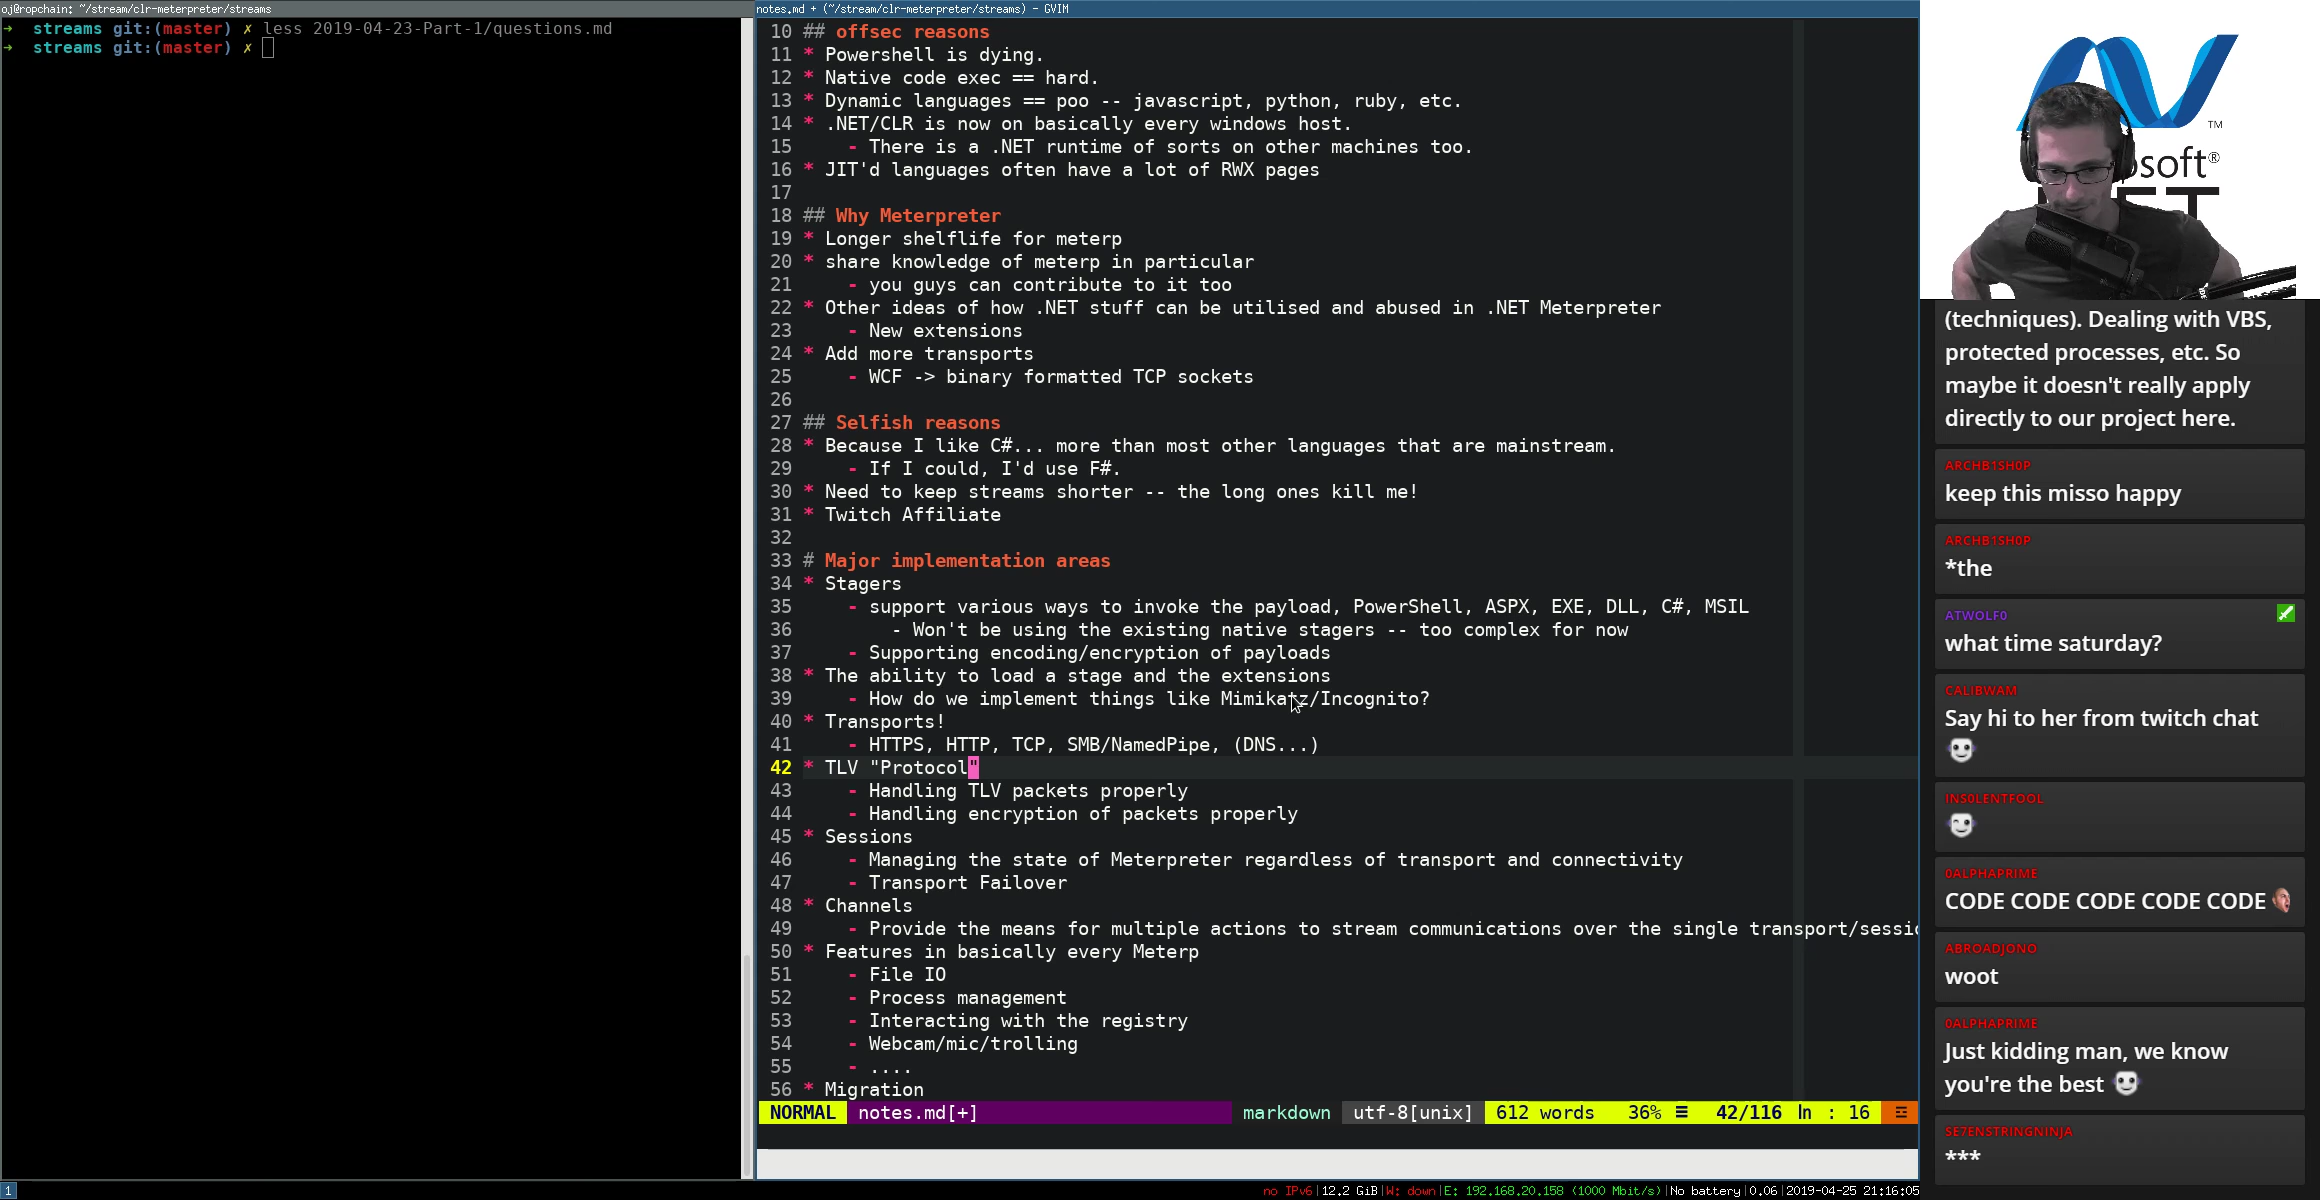 oj@ropchain: ~/stream/clr-meterpreter/streams
→ streams git:(master) ✗ less 2019-04-23-Part-1/questions.md
→ streams git:(master) ✗
notes.md + (~/stream/clr-meterpreter/streams) - GVIM
10 ## offsec reasons
11 * Powershell is dying.
12 * Native code exec == hard.
13 * Dynamic languages == poo -- javascript, python, ruby, etc.
14 * .NET/CLR is now on basically every windows host.
15 - There is a .NET runtime of sorts on other machines too.
16 * JIT'd languages often have a lot of RWX pages
17
18 ## Why Meterpreter
19 * Longer shelflife for meterp
20 * share knowledge of meterp in particular
21 - you guys can contribute to it too
22 * Other ideas of how .NET stuff can be utilised and abused in .NET Meterpreter
23 - New extensions
24 * Add more transports
25 - WCF -> binary formatted TCP sockets
26
27 ## Selfish reasons
28 * Because I like C#... more than most other languages that are mainstream.
29 - If I could, I'd use F#.
30 * Need to keep streams shorter -- the long ones kill me!
31 * Twitch Affiliate
32
33 # Major implementation areas
34 * Stagers
35 - support various ways to invoke the payload, PowerShell, ASPX, EXE, DLL, C#, MSIL
36 - Won't be using the existing native stagers -- too complex for now
37 - Supporting encoding/encryption of payloads
38 * The ability to load a stage and the extensions
39 - How do we implement things like Mimikatz/Incognito?
40 * Transports!
41 - HTTPS, HTTP, TCP, SMB/NamedPipe, (DNS...)
42 * TLV "Protocol"
43 - Handling TLV packets properly
44 - Handling encryption of packets properly
45 * Sessions
46 - Managing the state of Meterpreter regardless of transport and connectivity
47 - Transport Failover
48 * Channels
49 - Provide the means for multiple actions to stream communications over the single transport/sessio
50 * Features in basically every Meterp
51 - File IO
52 - Process management
53 - Interacting with the registry
54 - Webcam/mic/trolling
55 - ....
56 * Migration
NORMAL notes.md[+] markdown utf-8[unix] 612 words 36% ≡ 42/116 ln : 16
TM
osoft®
(techniques). Dealing with VBS,
protected processes, etc. So
maybe it doesn't really apply
directly to our project here.
ARCHB1SH0P
keep this misso happy
ARCHB1SH0P
*the
ATWOLF0
what time saturday?
CALIBWAM
Say hi to her from twitch chat
INS0LENTFOOL
0ALPHAPRIME
CODE CODE CODE CODE CODE
ABROADJONO
woot
0ALPHAPRIME
Just kidding man, we know
you're the best
SE7ENSTRINGNINJA
***
1
no IPv6|12.2 GiB|W: down|E: 192.168.20.158 (1000 Mbit/s)|No battery|0.06|2019-04-25 21:16:05